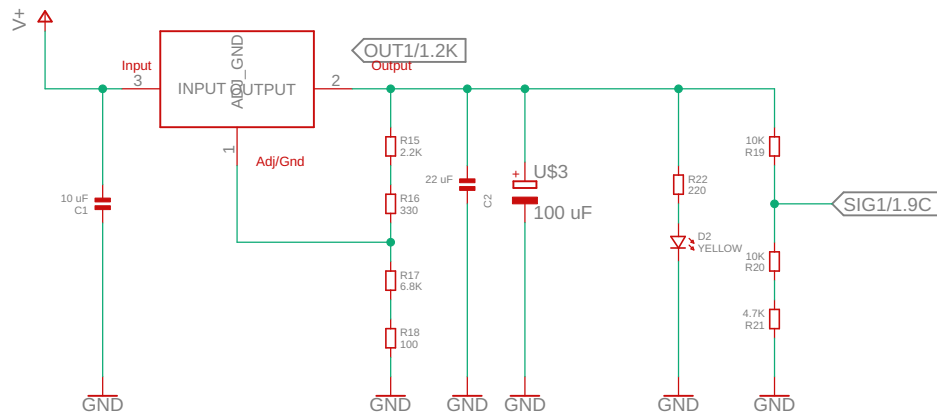 V+
OUT1/1.2K
Input
Output
3
INPUT
OUTPUT
ADJ_GND
2
1
Adj/Gnd
R15
2.2K
R16
330
R17
6.8K
R18
100
10 uF
C1
22 uF
C2
+
U$3
100 uF
R22
220
D2
YELLOW
10K
R19
SIG1/1.9C
10K
R20
4.7K
R21
GND
GND
GND
GND
GND
GND